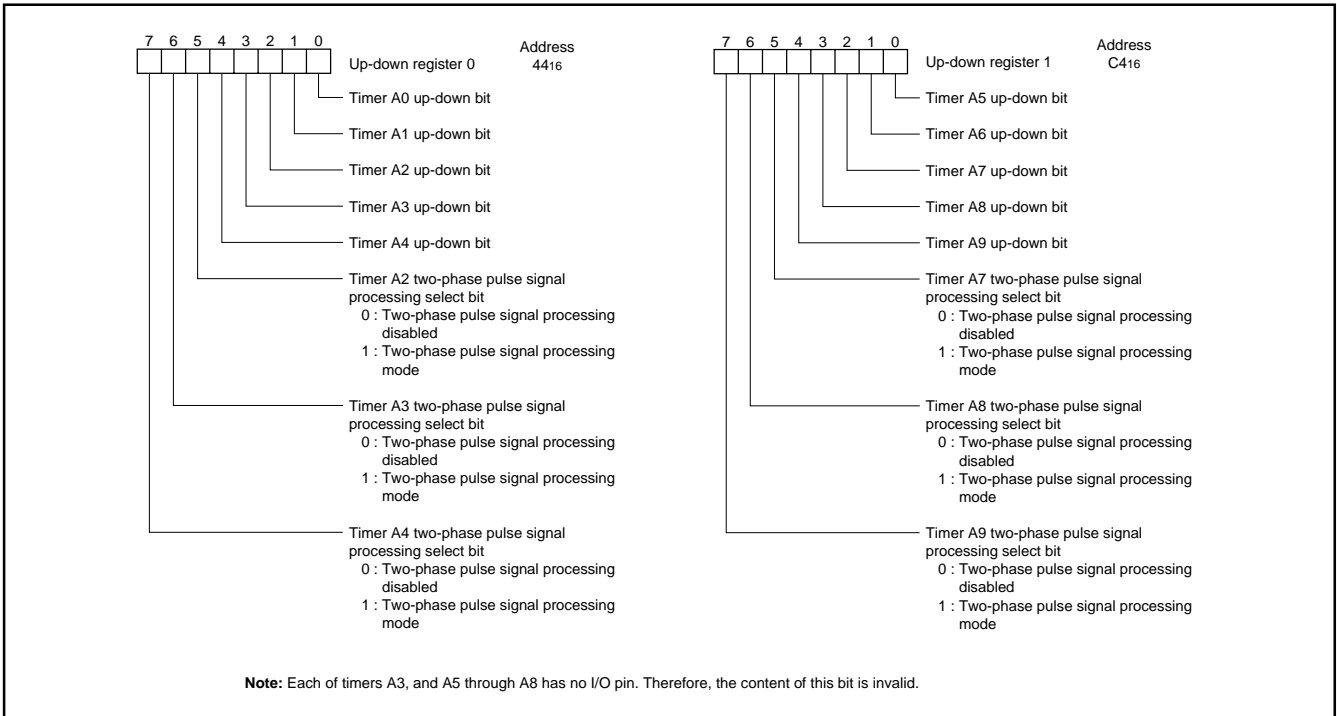 7 6 5 4 3 2 1 0
Address
Up-down register 0 4416
Timer A0 up-down bit
Timer A1 up-down bit
Timer A2 up-down bit
Timer A3 up-down bit
Timer A4 up-down bit
Timer A2 two-phase pulse signal
processing select bit
0 : Two-phase pulse signal processing
disabled
1 : Two-phase pulse signal processing
mode
Timer A3 two-phase pulse signal
processing select bit
0 : Two-phase pulse signal processing
disabled
1 : Two-phase pulse signal processing
mode
Timer A4 two-phase pulse signal
processing select bit
0 : Two-phase pulse signal processing
disabled
1 : Two-phase pulse signal processing
mode
7 6 5 4 3 2 1 0
Address
Up-down register 1 C416
Timer A5 up-down bit
Timer A6 up-down bit
Timer A7 up-down bit
Timer A8 up-down bit
Timer A9 up-down bit
Timer A7 two-phase pulse signal
processing select bit
0 : Two-phase pulse signal processing
disabled
1 : Two-phase pulse signal processing
mode
Timer A8 two-phase pulse signal
processing select bit
0 : Two-phase pulse signal processing
disabled
1 : Two-phase pulse signal processing
mode
Timer A9 two-phase pulse signal
processing select bit
0 : Two-phase pulse signal processing
disabled
1 : Two-phase pulse signal processing
mode
Note: Each of timers A3, and A5 through A8 has no I/O pin. Therefore, the content of this bit is invalid.